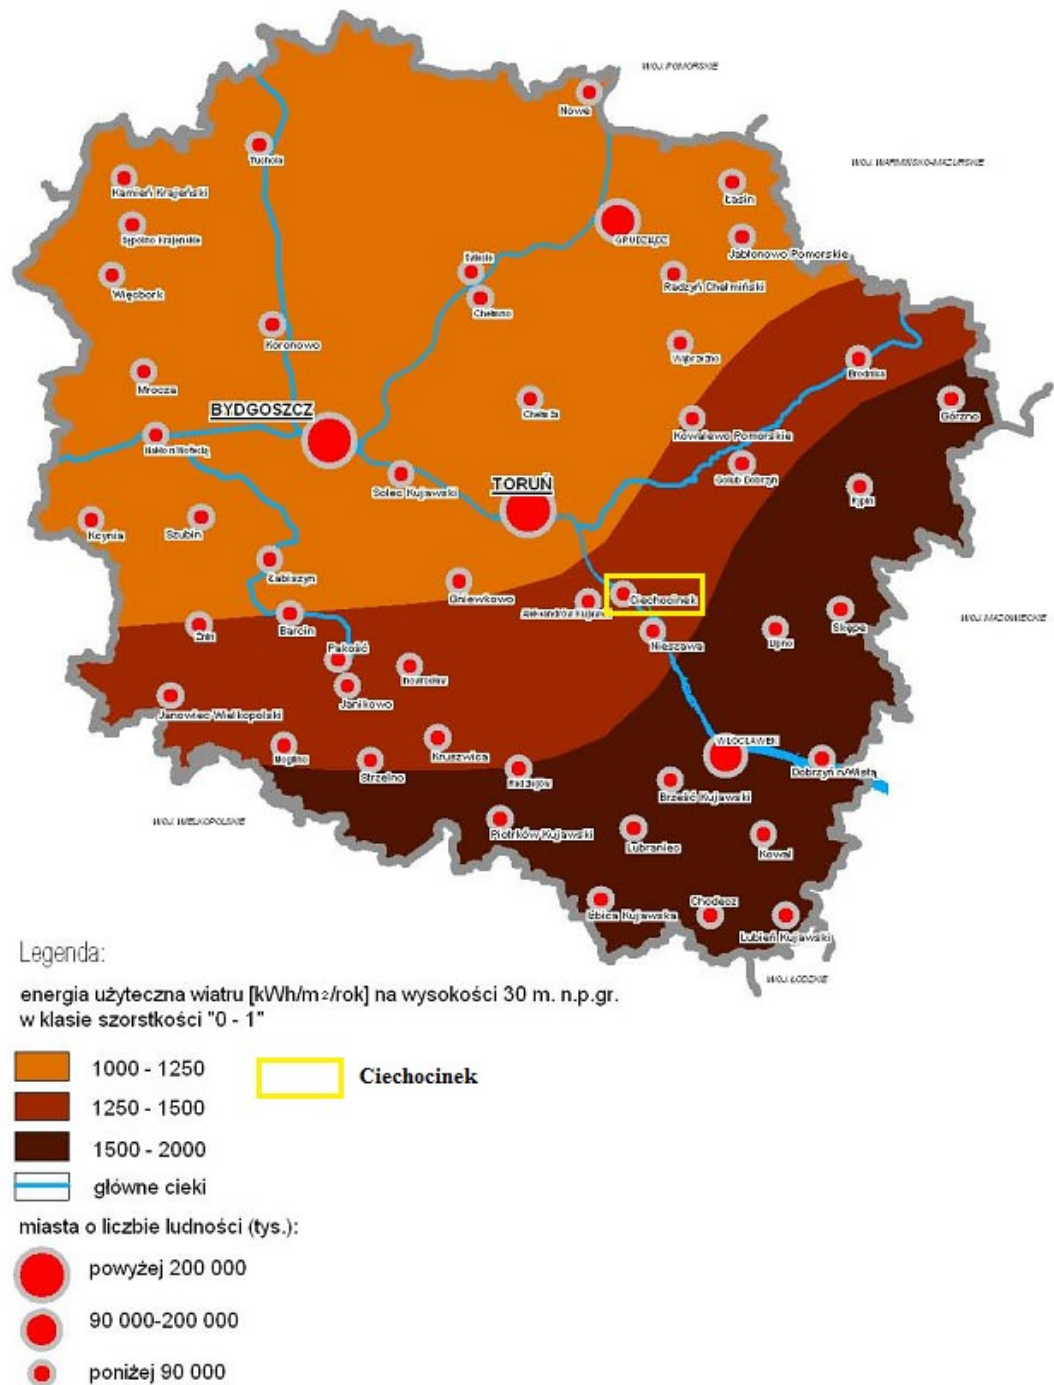 WOJ. POMORSKIE
Nowe
Tuchola
WOJ. WARMIŃSKO-MAZURSKIE
Kamień Krajeński
Łasin
Sępólno Krajeńskie
GRUDZIĄDZ
Jabłonowo Pomorskie
Świecie
Więcbork
Radzyń Chełmiński
Chełmno
Koronowo
Wąbrzeźno
Brodnica
Mrocza
BYDGOSZCZ
Chełmża
Górzno
Kowalewo Pomorskie
Solec Kujawski
TORUŃ
Golub Dobrzyń
Rypin
Kcynia
Szubin
Łabiszyn
Gniewkowo
Ciechocinek
Aleksandrów Kujawski
Skępe
WOJ. MAZOWIECKIE
Żnin
Barcin
Lipno
Pakość
Nieszawa
Inowrocław
Janikowo
Janowiec Wielkopolski
Kruszwica
WŁOCŁAWEK
Mogilno
Strzelno
Radziejów
Dobrzyń n/Wisłą
Brześć Kujawski
WOJ. WIELKOPOLSKIE
Piotrków Kujawski
Lubraniec
Kowal
Izbica Kujawska
Chodecz
Lubień Kujawski
WOJ. ŁÓDZKIE
Legenda:
energia użyteczna wiatru [kWh/m2/rok] na wysokości 30 m. n.p.gr.
w klasie szorstkości "0 - 1"
1000 - 1250
Ciechocinek
1250 - 1500
1500 - 2000
główne cieki
miasta o liczbie ludności (tys.):
powyżej 200 000
90 000-200 000
poniżej 90 000